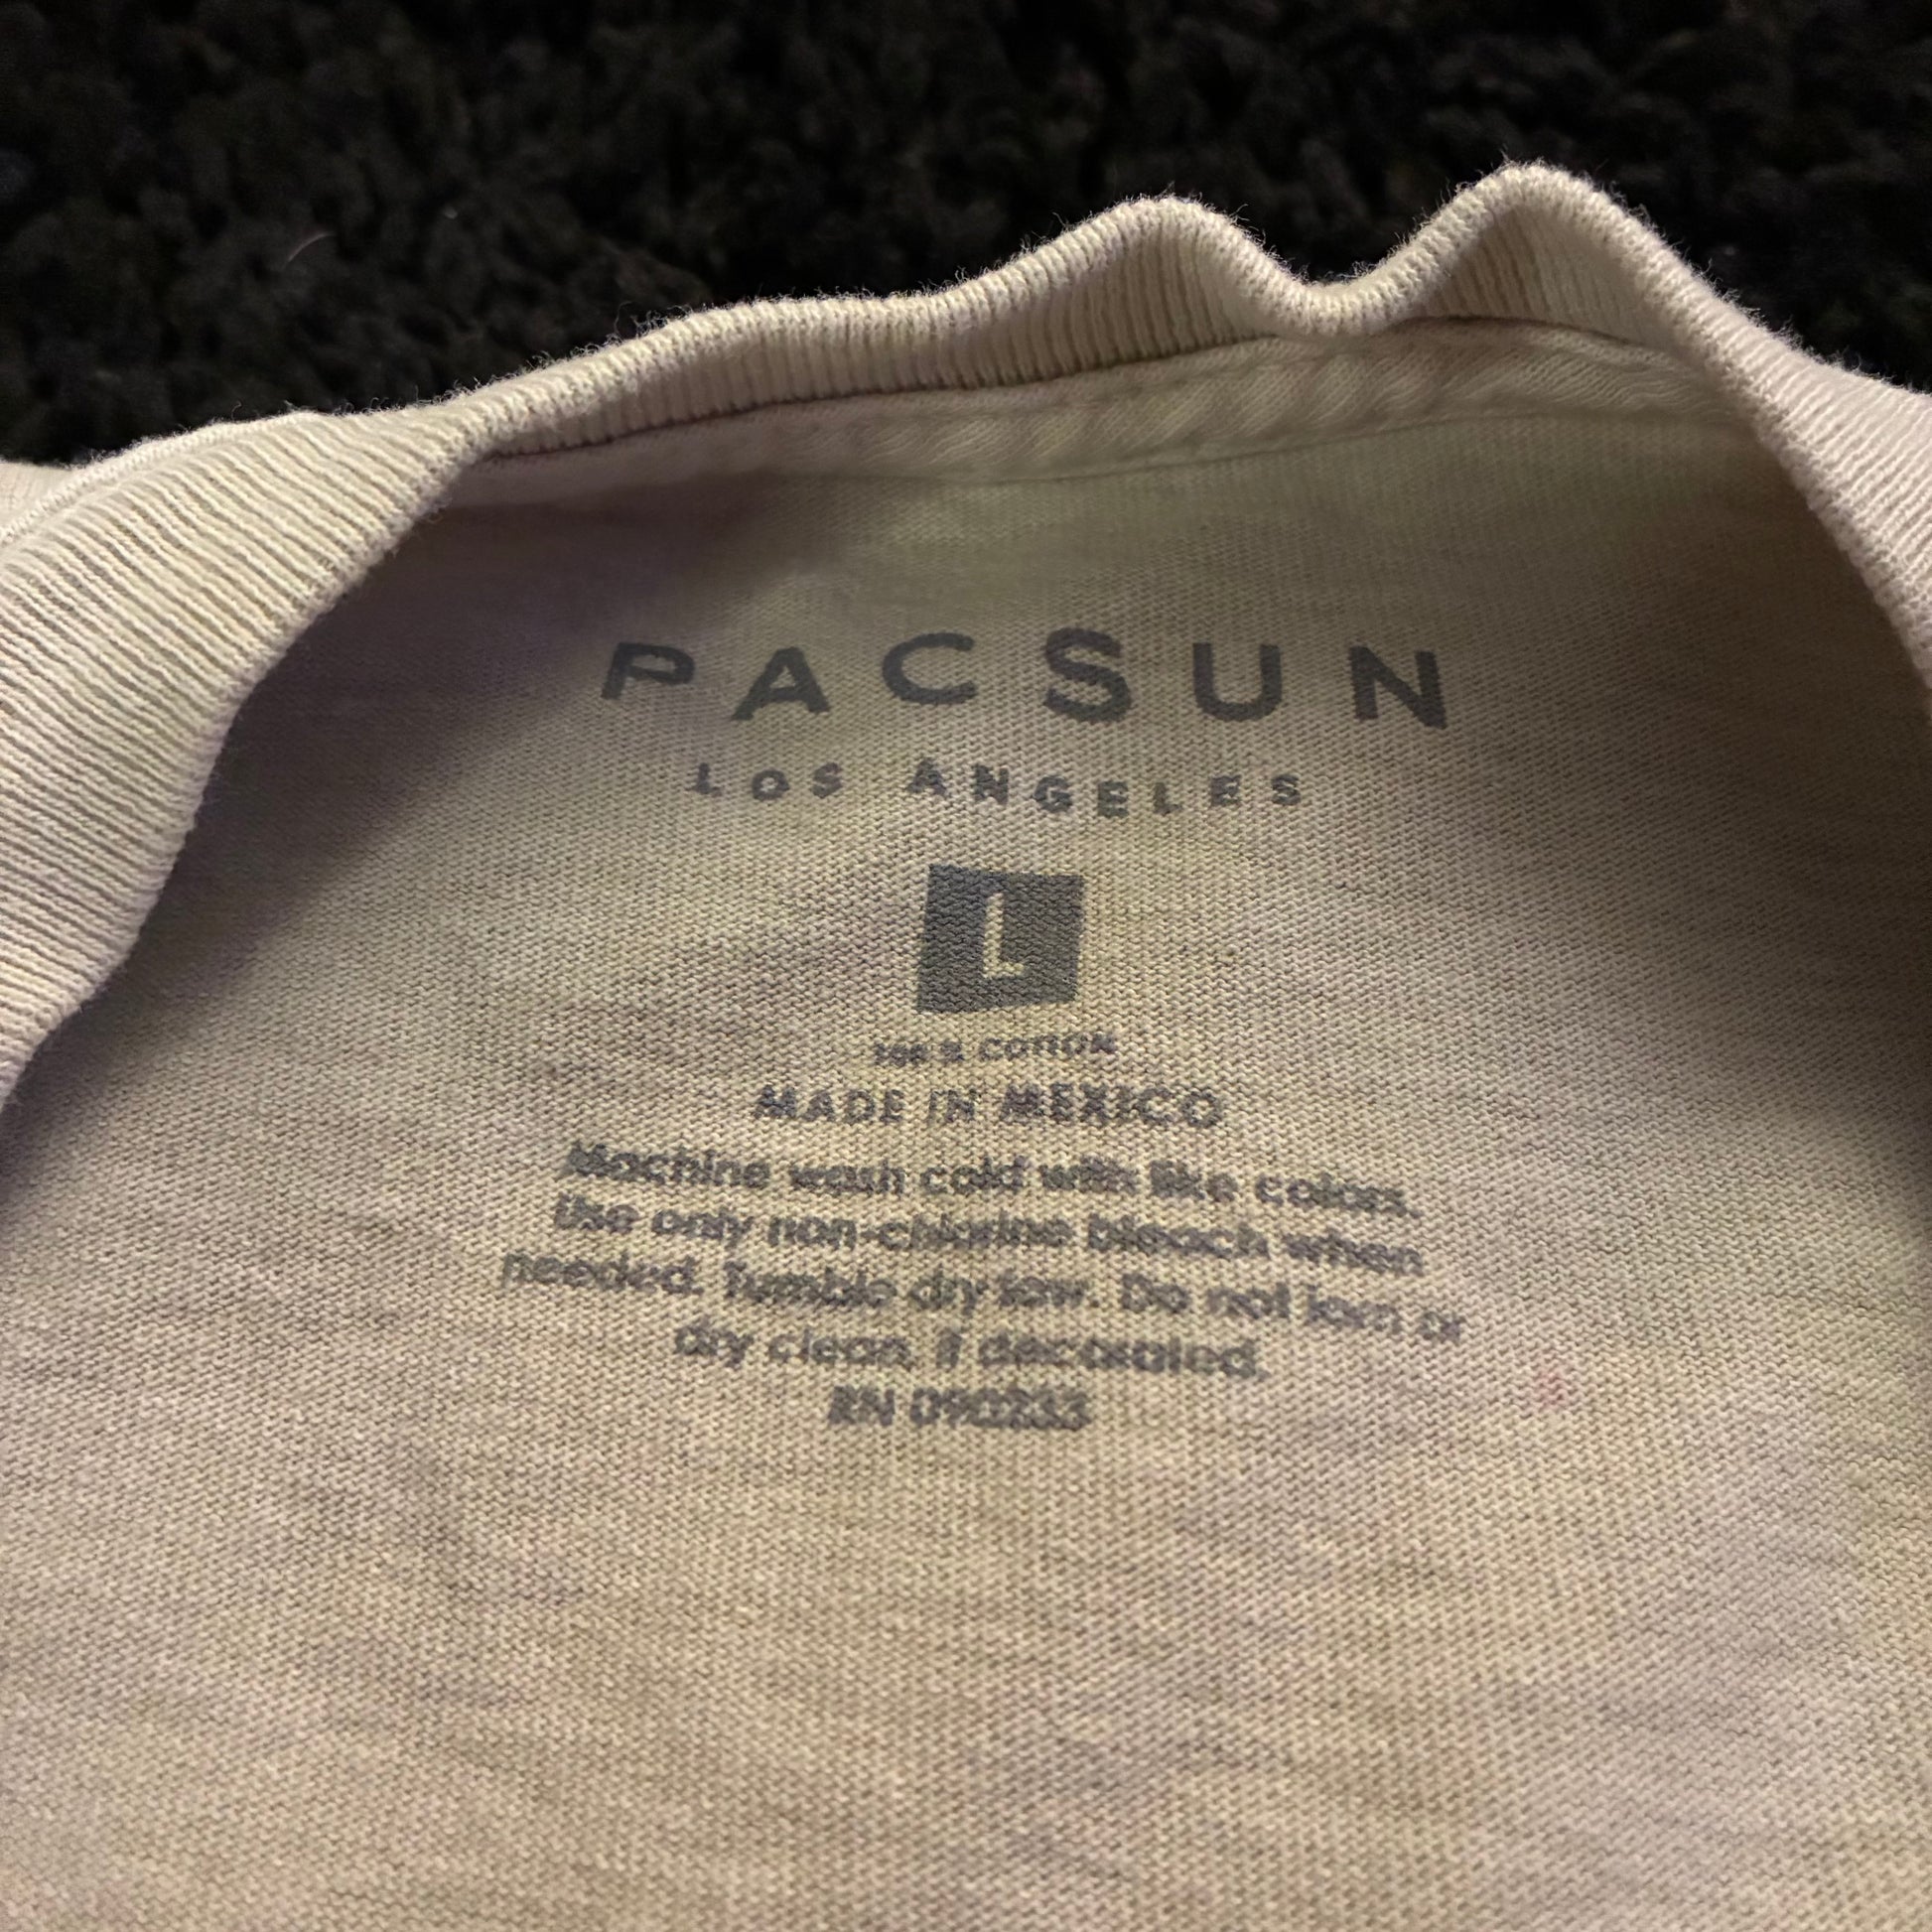 PACSUN
LOS ANGELES
L
100% COTTON
MADE IN MEXICO
Machine wash cold with like colors.
Use only non-chlorine bleach when
needed. Tumble dry low. Do not iron or
dry clean, if decorated.
RN 090233